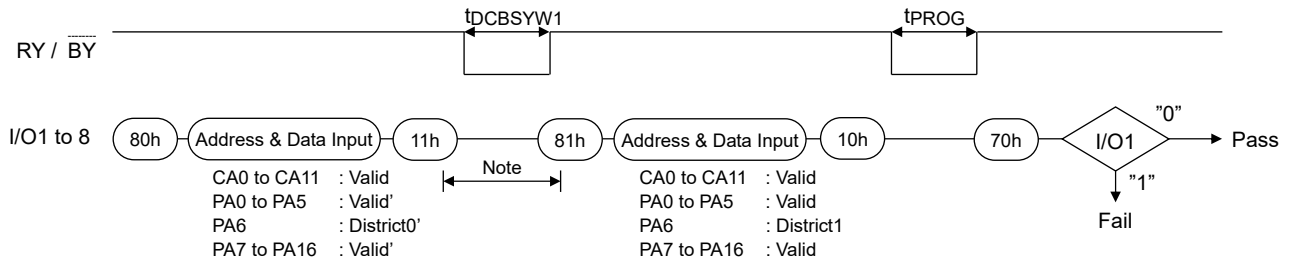 tDCBSYW1
tPROG
RY / BY
I/O1 to 8
80h
Address & Data Input
11h
81h
Address & Data Input
10h
70h
I/O1
”0”
Pass
Note
”1”
Fail
CA0 to CA11 : Valid
PA0 to PA5 : Valid’
PA6 : District0’
PA7 to PA16 : Valid’
CA0 to CA11 : Valid
PA0 to PA5 : Valid
PA6 : District1
PA7 to PA16 : Valid